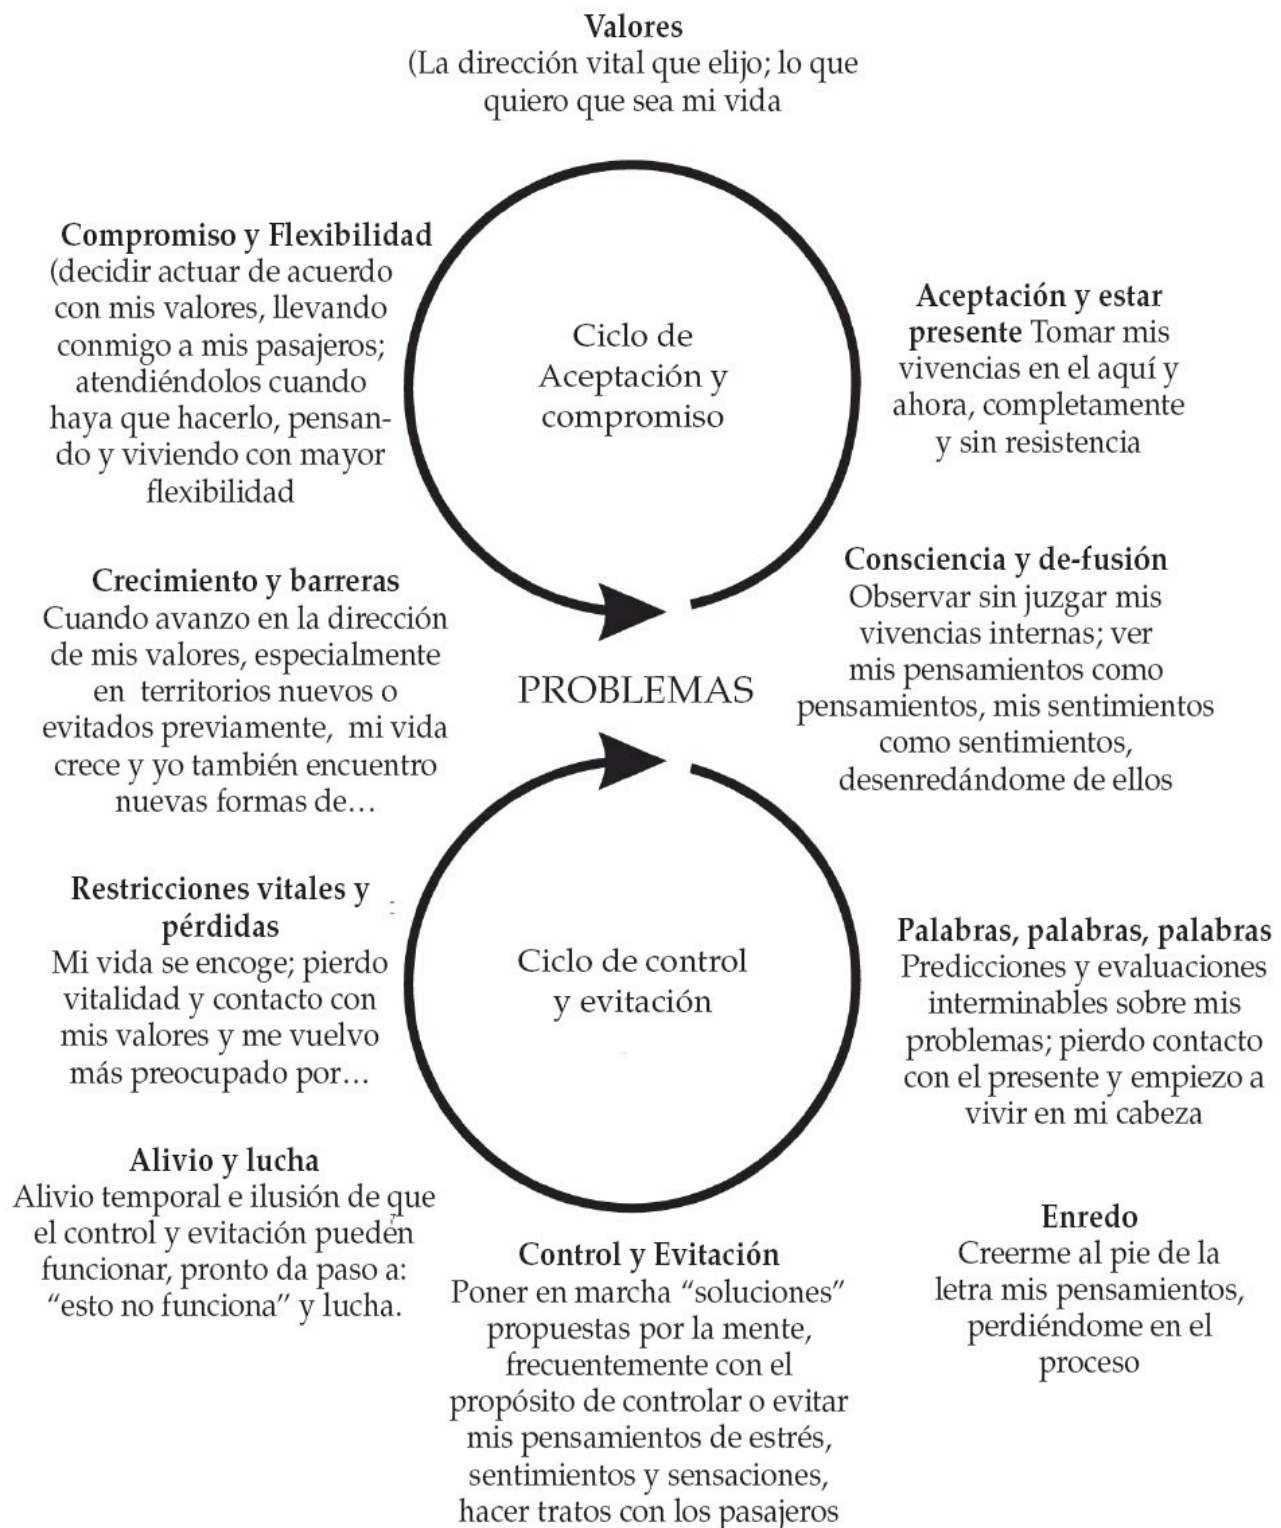 Valores
(La dirección vital que elijo; lo que
quiero que sea mi vida
Compromiso y Flexibilidad
(decidir actuar de acuerdo
con mis valores, llevando
conmigo a mis pasajeros;
atendiéndolos cuando
haya que hacerlo, pensan-
do y viviendo con mayor
flexibilidad
Ciclo de
Aceptación y
compromiso
Aceptación y estar
presente Tomar mis
vivencias en el aquí y
ahora, completamente
y sin resistencia
Crecimiento y barreras
Cuando avanzo en la dirección
de mis valores, especialmente
en territorios nuevos o
evitados previamente, mi vida
crece y yo también encuentro
nuevas formas de…
PROBLEMAS
Consciencia y de-fusión
Observar sin juzgar mis
vivencias internas; ver
mis pensamientos como
pensamientos, mis sentimientos
como sentimientos,
desenredándome de ellos
Restricciones vitales y
pérdidas
Mi vida se encoge; pierdo
vitalidad y contacto con
mis valores y me vuelvo
más preocupado por…
Ciclo de control
y evitación
Palabras, palabras, palabras
Predicciones y evaluaciones
interminables sobre mis
problemas; pierdo contacto
con el presente y empiezo a
vivir en mi cabeza
Alivio y lucha
Alivio temporal e ilusión de que
el control y evitación pueden
funcionar, pronto da paso a:
“esto no funciona” y lucha.
Control y Evitación
Poner en marcha “soluciones”
propuestas por la mente,
frecuentemente con el
propósito de controlar o evitar
mis pensamientos de estrés,
sentimientos y sensaciones,
hacer tratos con los pasajeros
Enredo
Creerme al pie de la
letra mis pensamientos,
perdiéndome en el
proceso